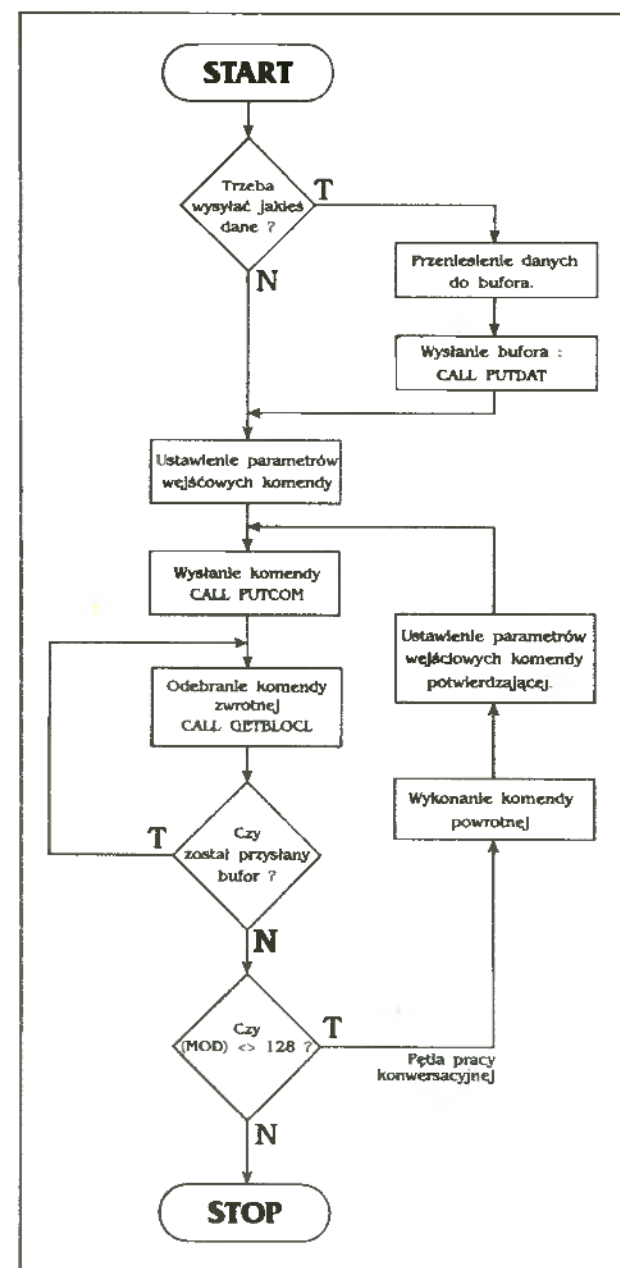 START
Trzeba
wysyłać jakieś
dane ?
T
N
Przeniesienie danych
do bufora.
Wysłanie bufora :
CALL PUTDAT
Ustawienie parametrów
wejśćowych komendy
Wysłanie komendy
CALL PUTCOM
Ustawienie parametrów
wejściowych komendy
potwierdzającej.
Odebranie komendy
zwrotnej
CALL GETBLOCL
Wykonanie komendy
powrotnej
T
Czy
został przysłany
bufor ?
N
Czy
(MOD) <> 128 ?
T
Pętla pracy
konwersacyjnej
N
STOP